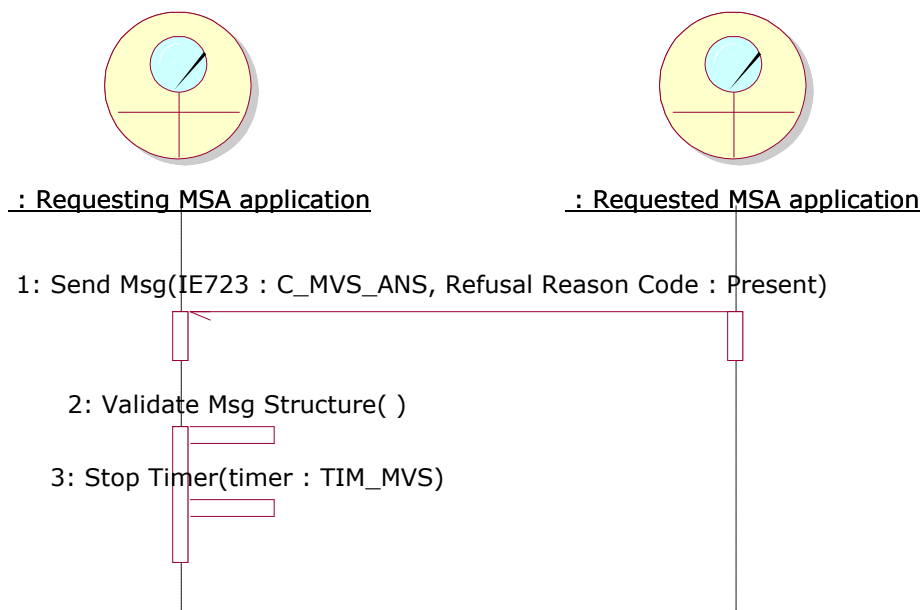 : Requesting MSA application
: Requested MSA application
1: Send Msg(IE723 : C_MVS_ANS, Refusal Reason Code : Present)
2: Validate Msg Structure( )
3: Stop Timer(timer : TIM_MVS)